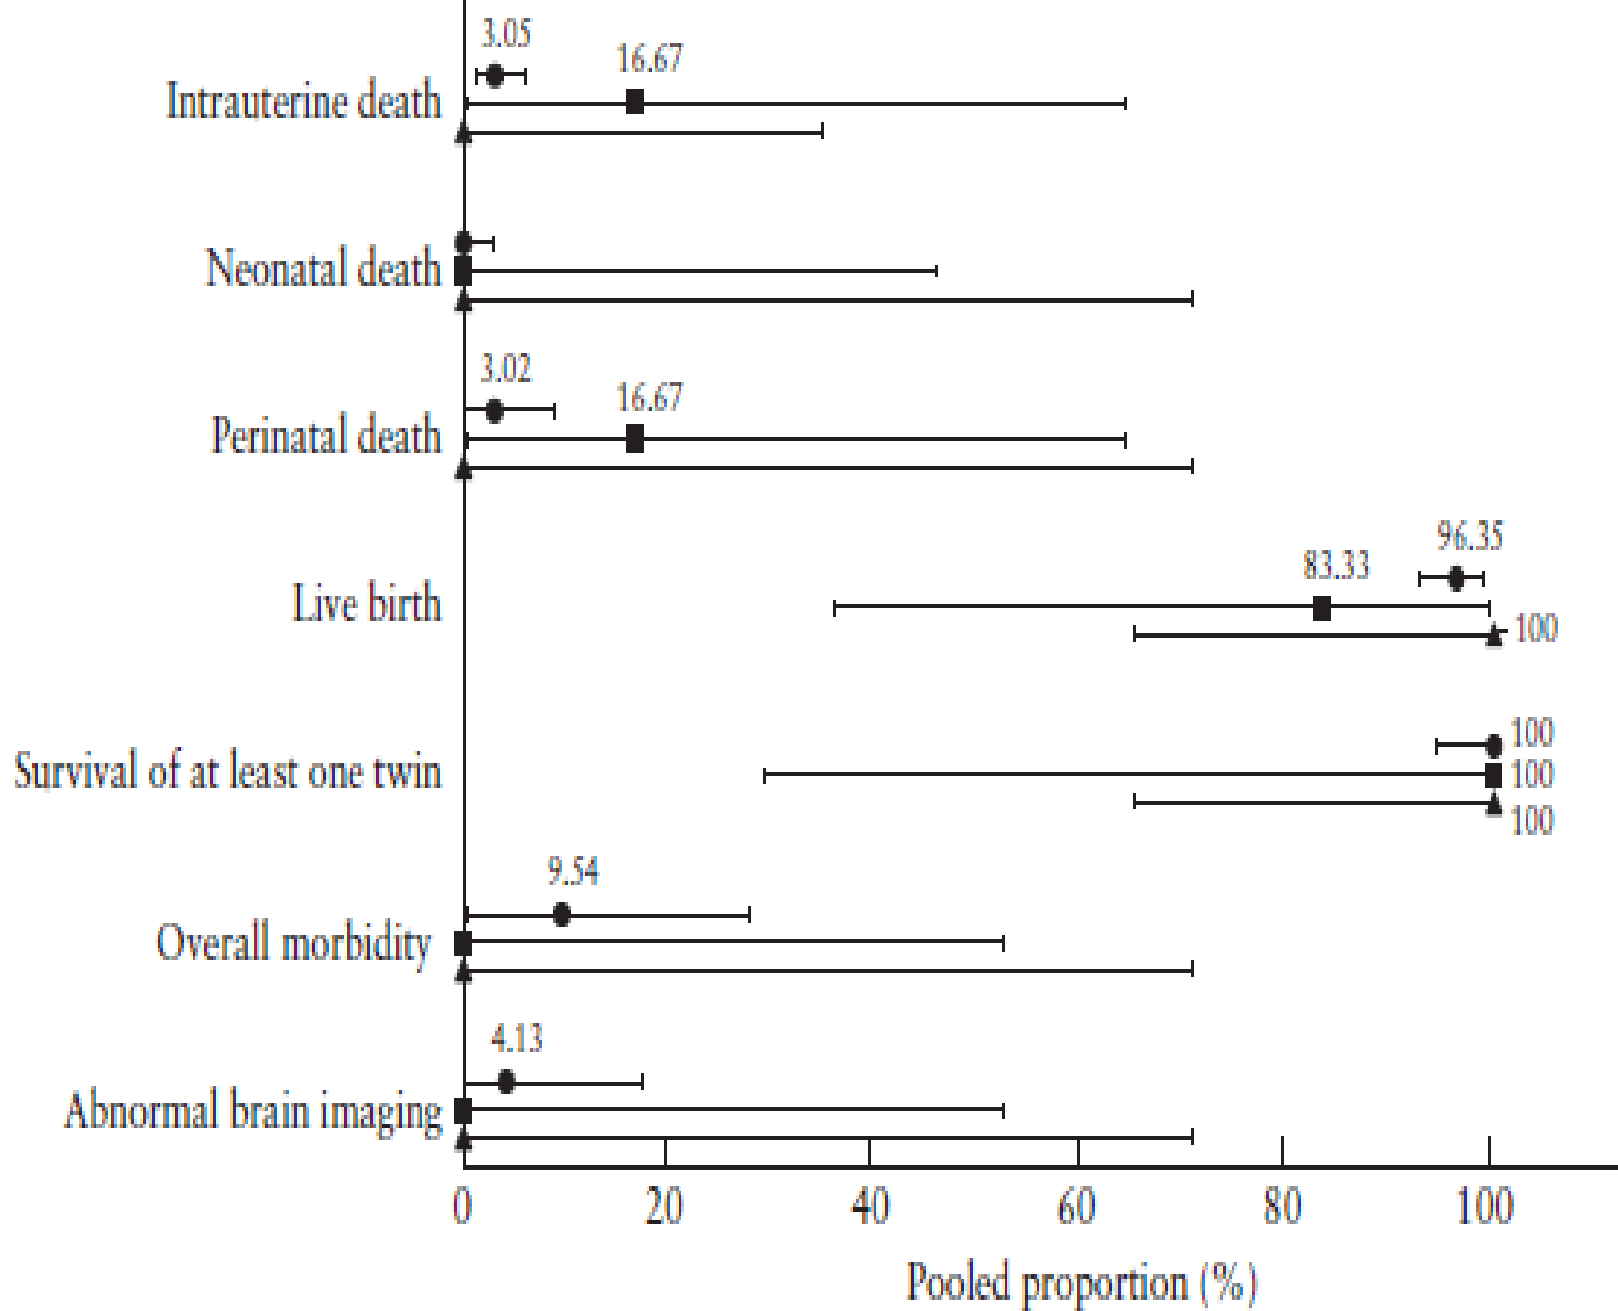 3.05
16.67
Intrauterine death
Neonatal death
3.02
16.67
Perinatal death
96.35
83.33
Live birth
100
100
Survival of at least one twin
100
100
9.54
Overall morbidity
4.13
Abnormal brain imaging
0 20 40 60 80 100
Pooled proportion (%)